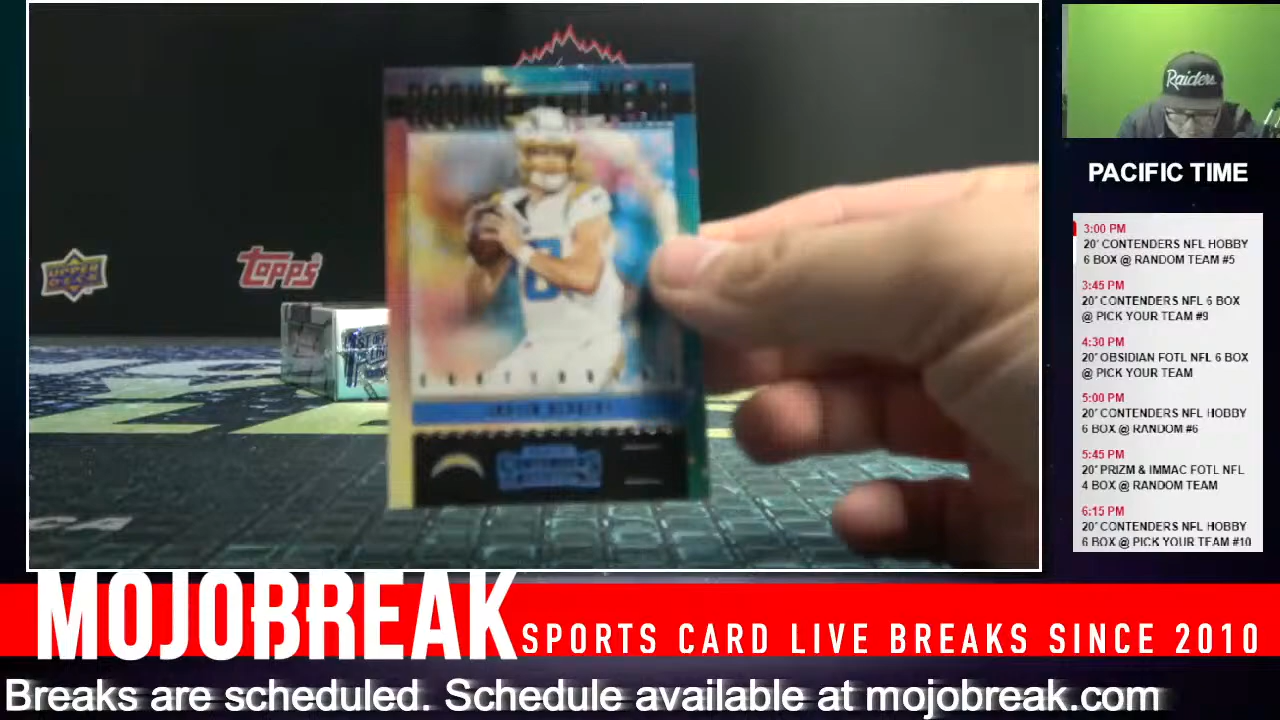 ROOKIE OF THE YEAR
CONTENDERS
JUSTIN HERBERT
CONTENDERS
UPPER DECK
topps
Raiders
PACIFIC TIME
3:00 PM
20' CONTENDERS NFL HOBBY
6 BOX @ RANDOM TEAM #5
3:45 PM
20' CONTENDERS NFL 6 BOX
@ PICK YOUR TEAM #9
4:30 PM
20' OBSIDIAN FOTL NFL 6 BOX
@ PICK YOUR TEAM
5:00 PM
20' CONTENDERS NFL HOBBY
6 BOX @ RANDOM #6
5:45 PM
20' PRIZM & IMMAC FOTL NFL
4 BOX @ RANDOM TEAM
6:15 PM
20' CONTENDERS NFL HOBBY
6 BOX @ PICK YOUR TEAM #10
MOJOBREAK
SPORTS CARD LIVE BREAKS SINCE 2010
Breaks are scheduled. Schedule available at mojobreak.com